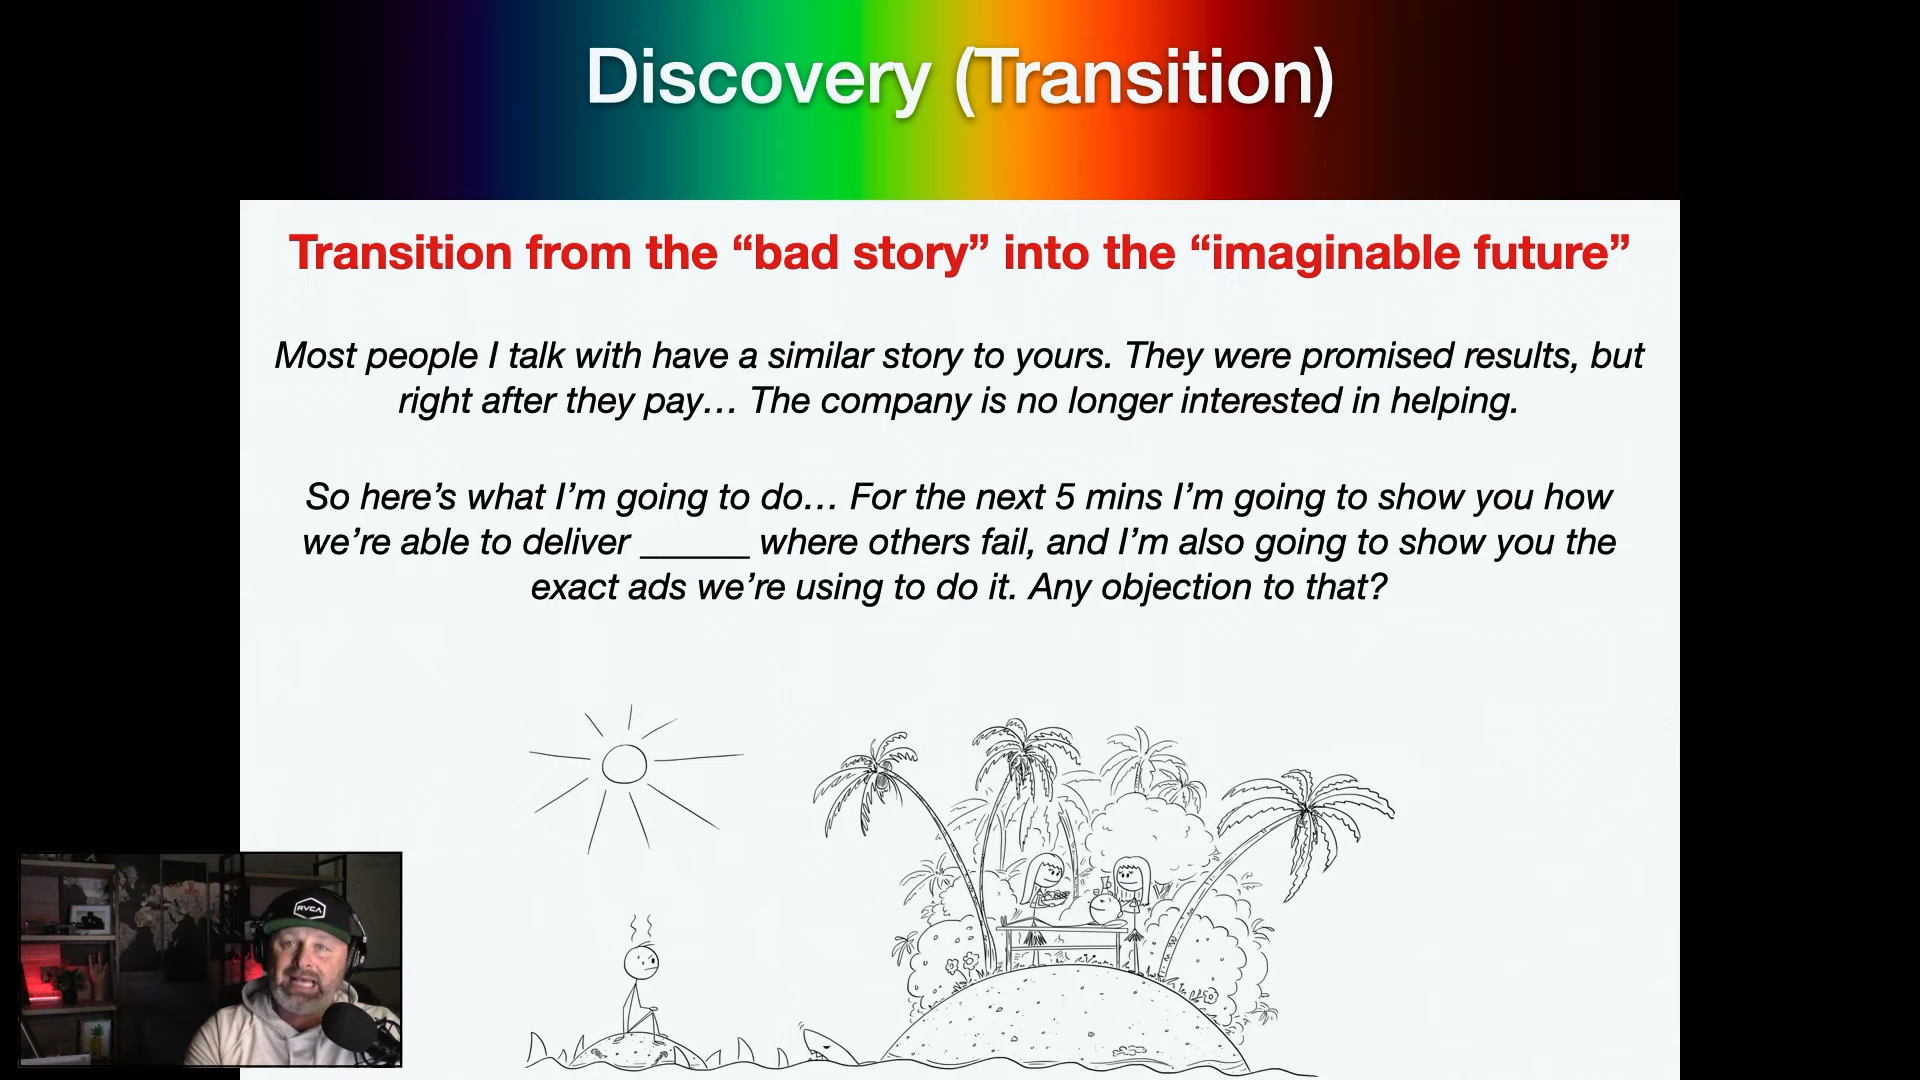 Discovery (Transition)
Transition from the “bad story” into the “imaginable future”
Most people I talk with have a similar story to yours. They were promised results, but
right after they pay… The company is no longer interested in helping.
So here’s what I’m going to do… For the next 5 mins I’m going to show you how
we’re able to deliver ______ where others fail, and I’m also going to show you the
exact ads we’re using to do it. Any objection to that?
RVCA